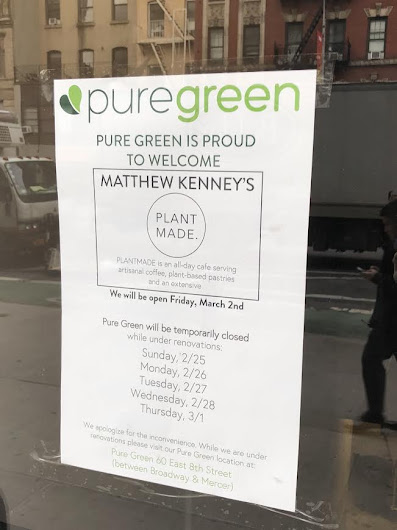 puregreen
PURE GREEN IS PROUD
TO WELCOME
MATTHEW KENNEY'S
PLANT
MADE.
PLANTMADE is an all-day cafe serving
artisanal coffee, plant-based pastries
and an extensive
We will be open Friday, March 2nd
Pure Green will be temporarily closed
while under renovations:
Sunday, 2/25
Monday, 2/26
Tuesday, 2/27
Wednesday, 2/28
Thursday, 3/1
We apologize for the inconvenience. While we are under
renovations please visit our Pure Green location at:
Pure Green 60 East 8th Street
(between Broadway & Mercer)